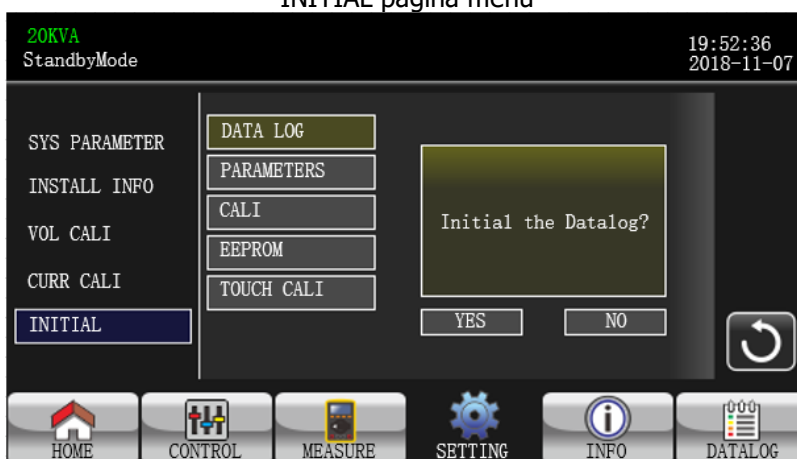 INITIAL pagina menu
20KVA
StandbyMode
19:52:36
2018-11-07
SYS PARAMETER
INSTALL INFO
VOL CALI
CURR CALI
INITIAL
DATA LOG
PARAMETERS
CALI
EEPROM
TOUCH CALI
Initial the Datalog?
YES
NO
HOME
CONTROL
MEASURE
SETTING
INFO
DATALOG